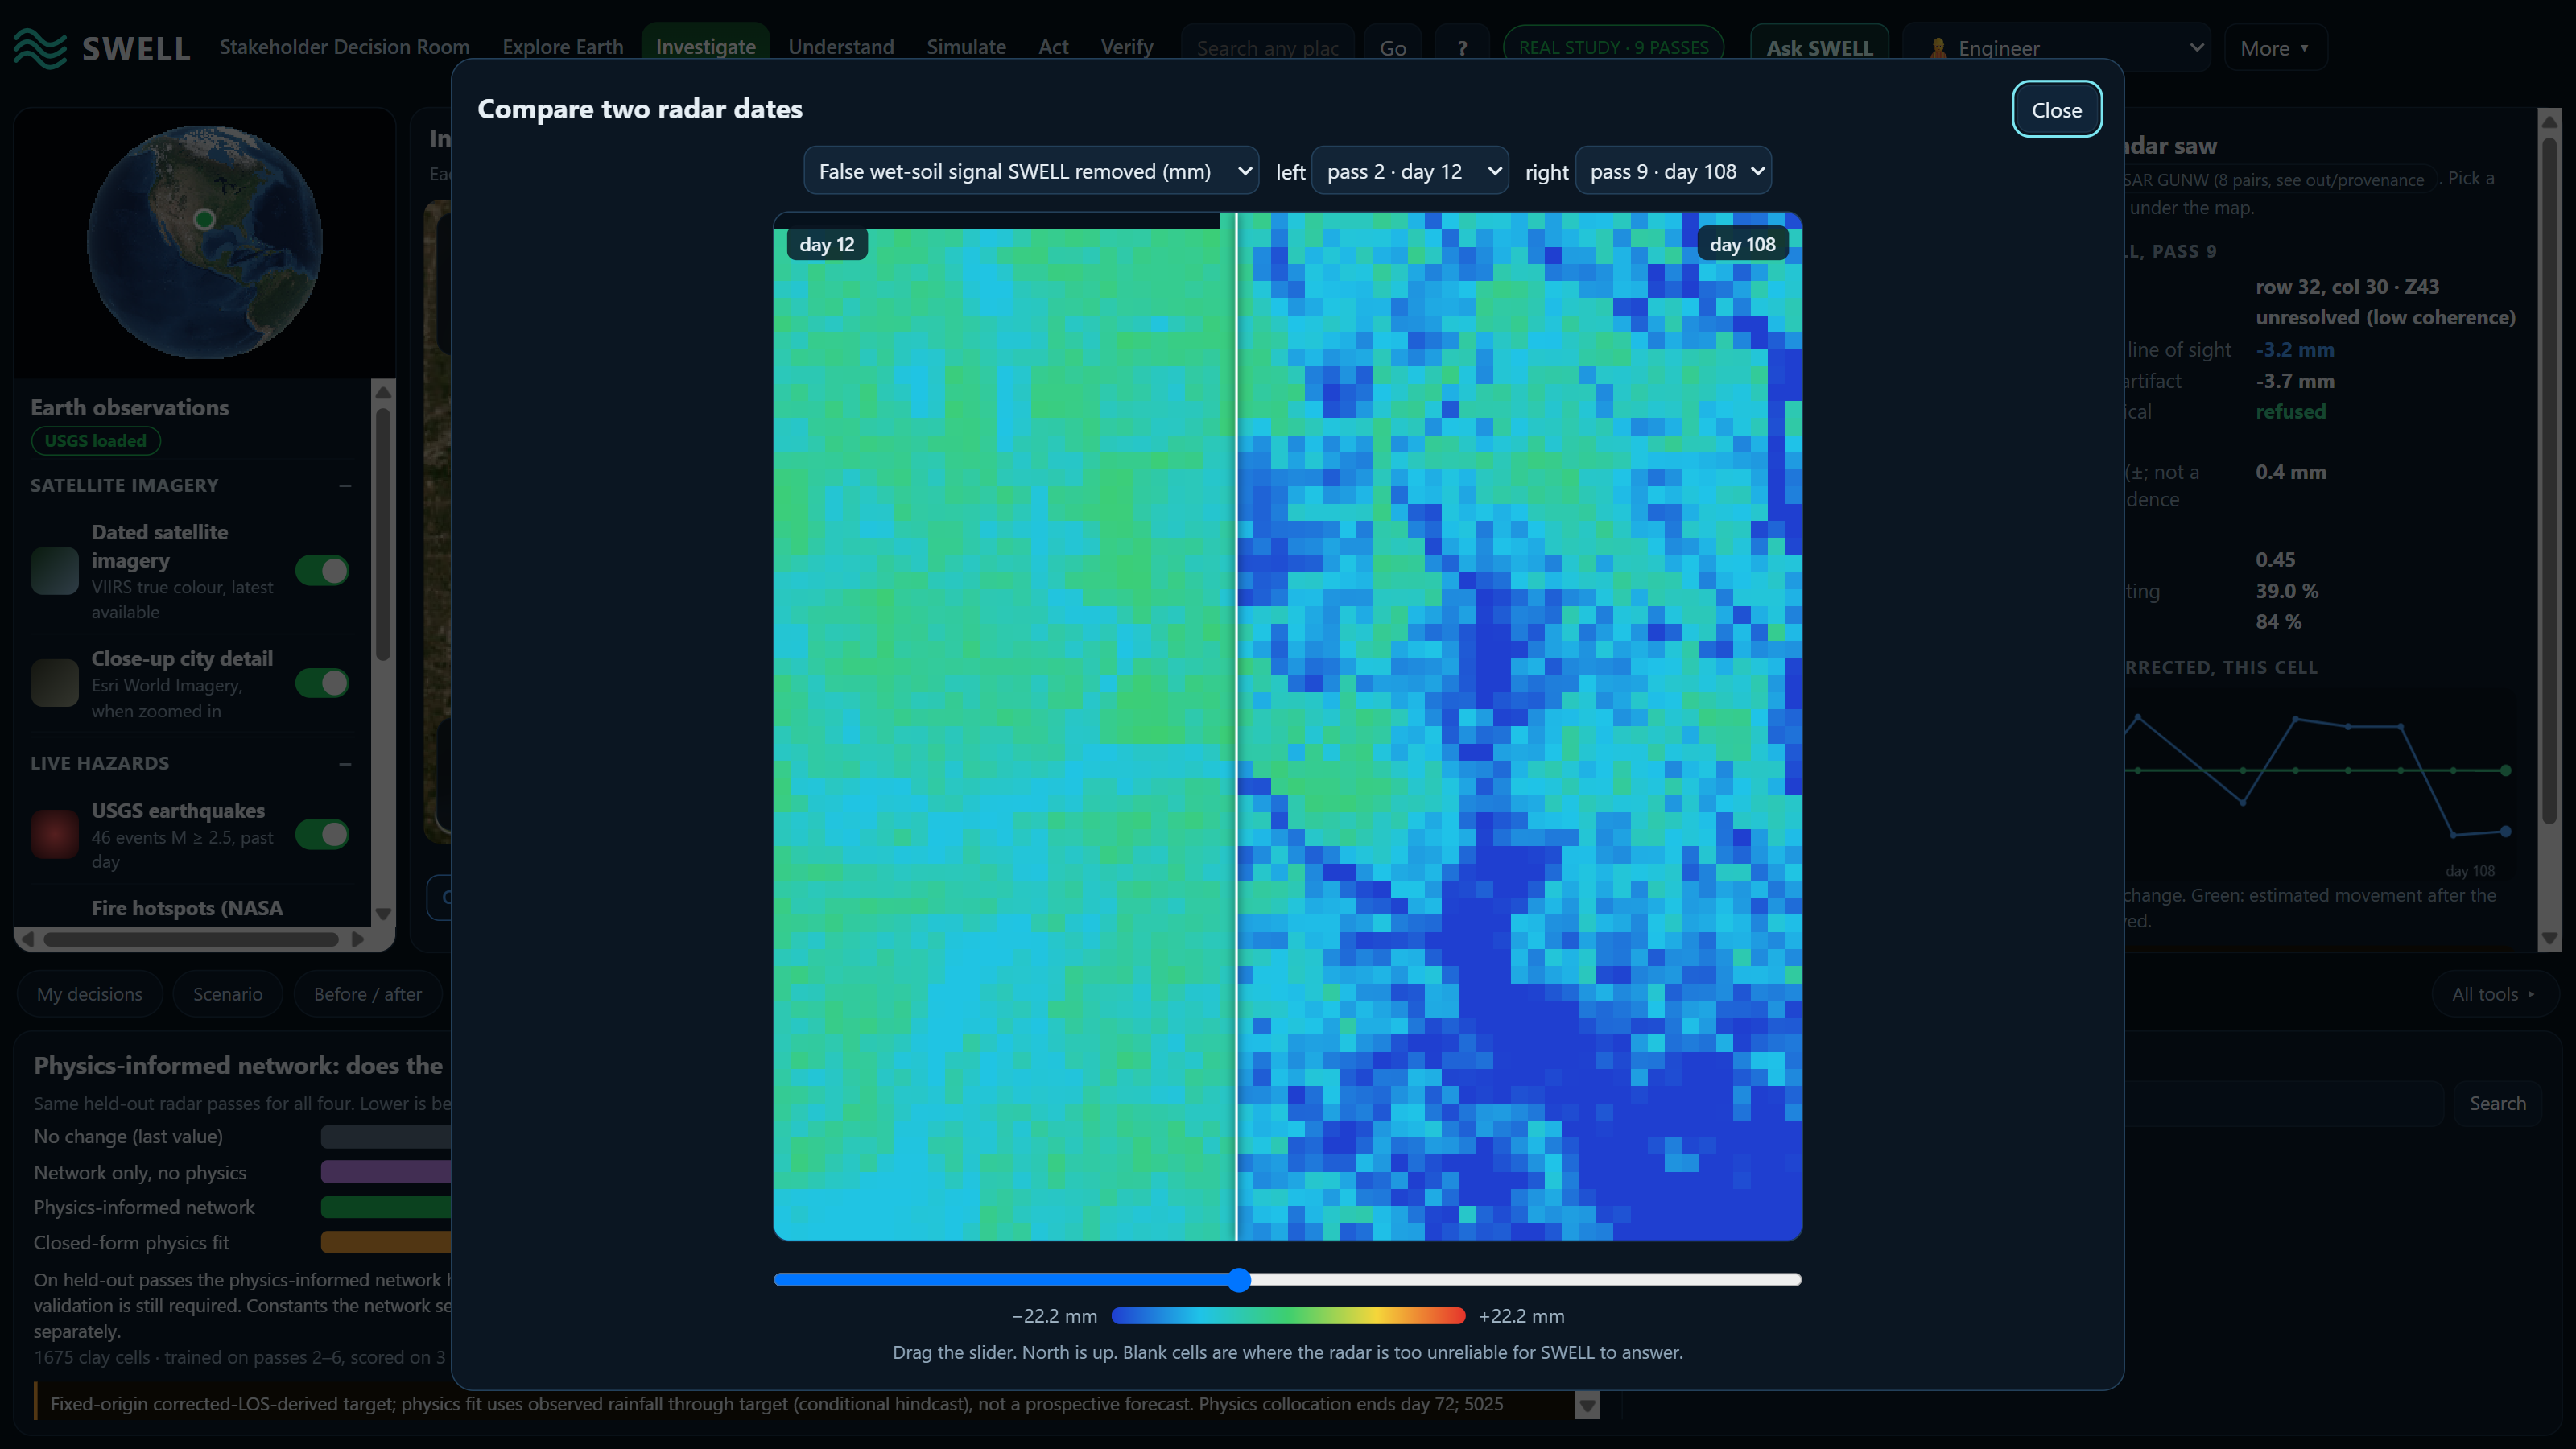 SWELL
Stakeholder Decision Room
Explore Earth
Investigate
Understand
Simulate
Act
Verify
Search any plac
Go
?
REAL STUDY · 9 PASSES
Ask SWELL
Engineer
More ▾
Compare two radar dates
Close
False wet-soil signal SWELL removed (mm)
left
pass 2 · day 12
right
pass 9 · day 108
day 12
day 108
−22.2 mm
+22.2 mm
Drag the slider. North is up. Blank cells are where the radar is too unreliable for SWELL to answer.
Earth observations
USGS loaded
SATELLITE IMAGERY
Dated satellite
imagery
VIIRS true colour, latest
available
Close-up city detail
Esri World Imagery,
when zoomed in
LIVE HAZARDS
USGS earthquakes
46 events M ≥ 2.5, past
day
Fire hotspots (NASA
In
Ea
dar saw
SAR GUNW (8 pairs, see out/provenance
. Pick a
under the map.
LL, PASS 9
row 32, col 30 · Z43
unresolved (low coherence)
line of sight
-3.2 mm
artifact
-3.7 mm
ical
refused
(±; not a
dence
0.4 mm
0.45
ting
39.0 %
84 %
RRECTED, THIS CELL
day 108
change. Green: estimated movement after the
ved.
My decisions
Scenario
Before / after
All tools ▸
Physics-informed network: does the
Same held-out radar passes for all four. Lower is be
No change (last value)
Network only, no physics
Physics-informed network
Closed-form physics fit
On held-out passes the physics-informed network h
validation is still required. Constants the network se
separately.
1675 clay cells · trained on passes 2–6, scored on 3
Fixed-origin corrected-LOS-derived target; physics fit uses observed rainfall through target (conditional hindcast), not a prospective forecast. Physics collocation ends day 72; 5025
Search